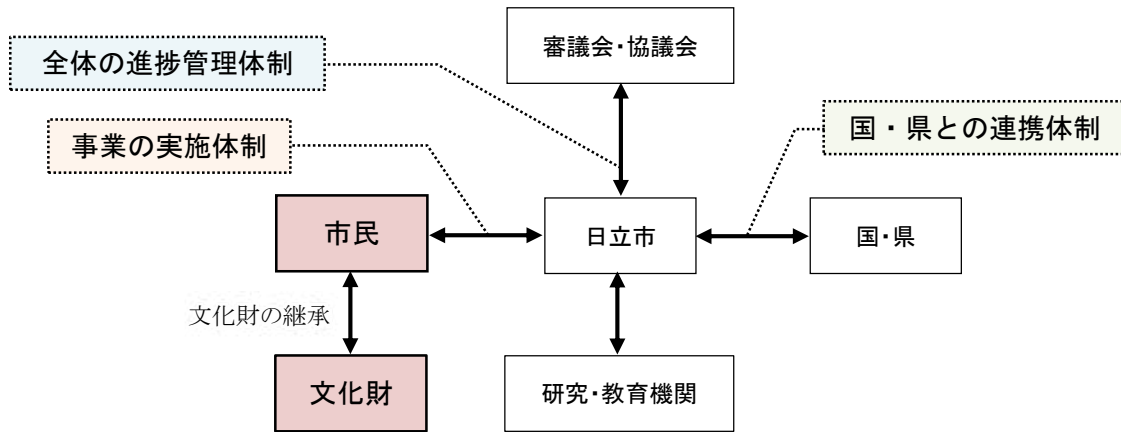 審議会・協議会
全体の進捗管理体制
国・県との連携体制
事業の実施体制
市民
日立市
国・県
文化財の継承
文化財
研究・教育機関